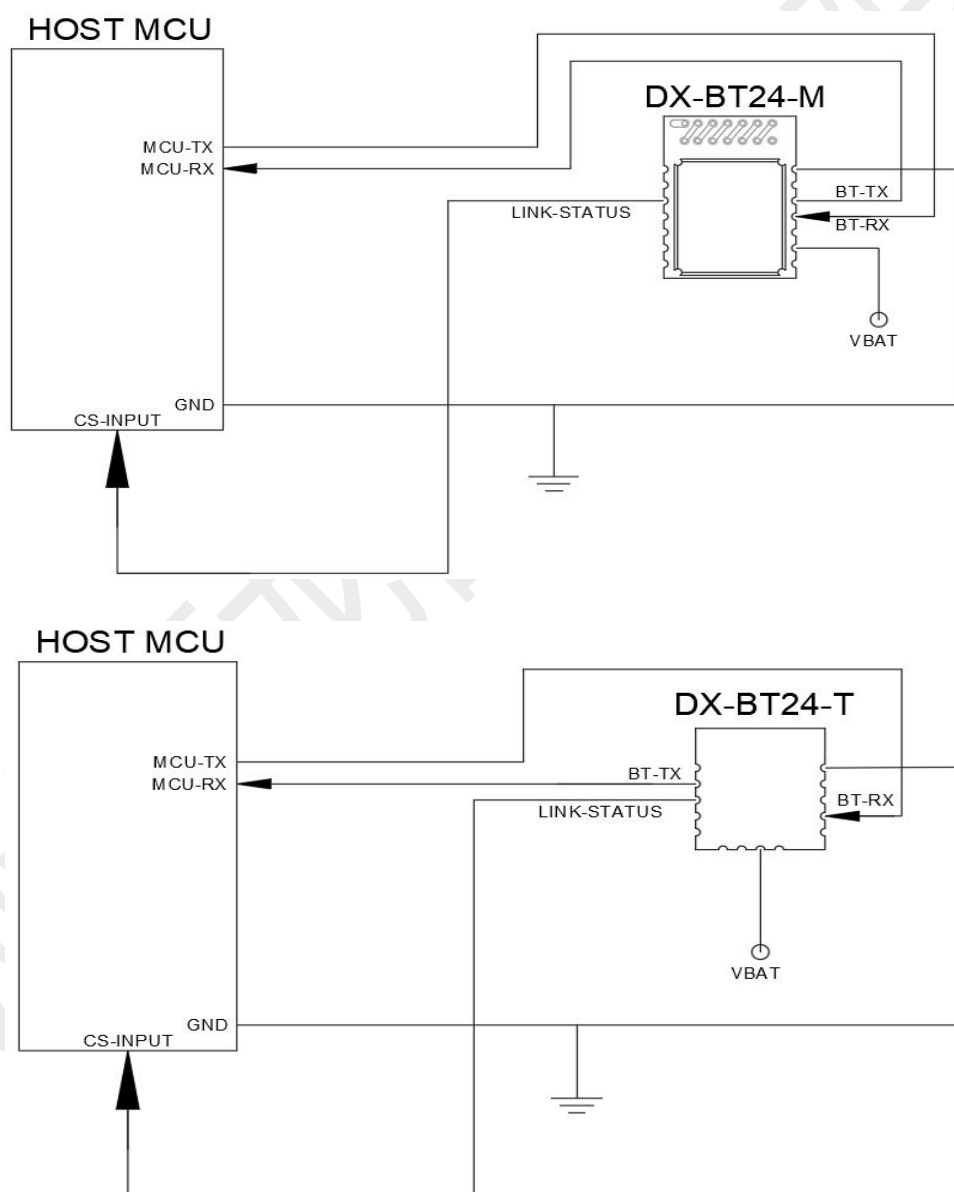 HOST MCU
DX-BT24-M
MCU-TX
MCU-RX
BT-TX
LINK-STATUS
BT-RX
VBAT
GND
CS-INPUT
HOST MCU
DX-BT24-T
MCU-TX
BT-TX
MCU-RX
BT-RX
LINK-STATUS
VBAT
GND
CS-INPUT